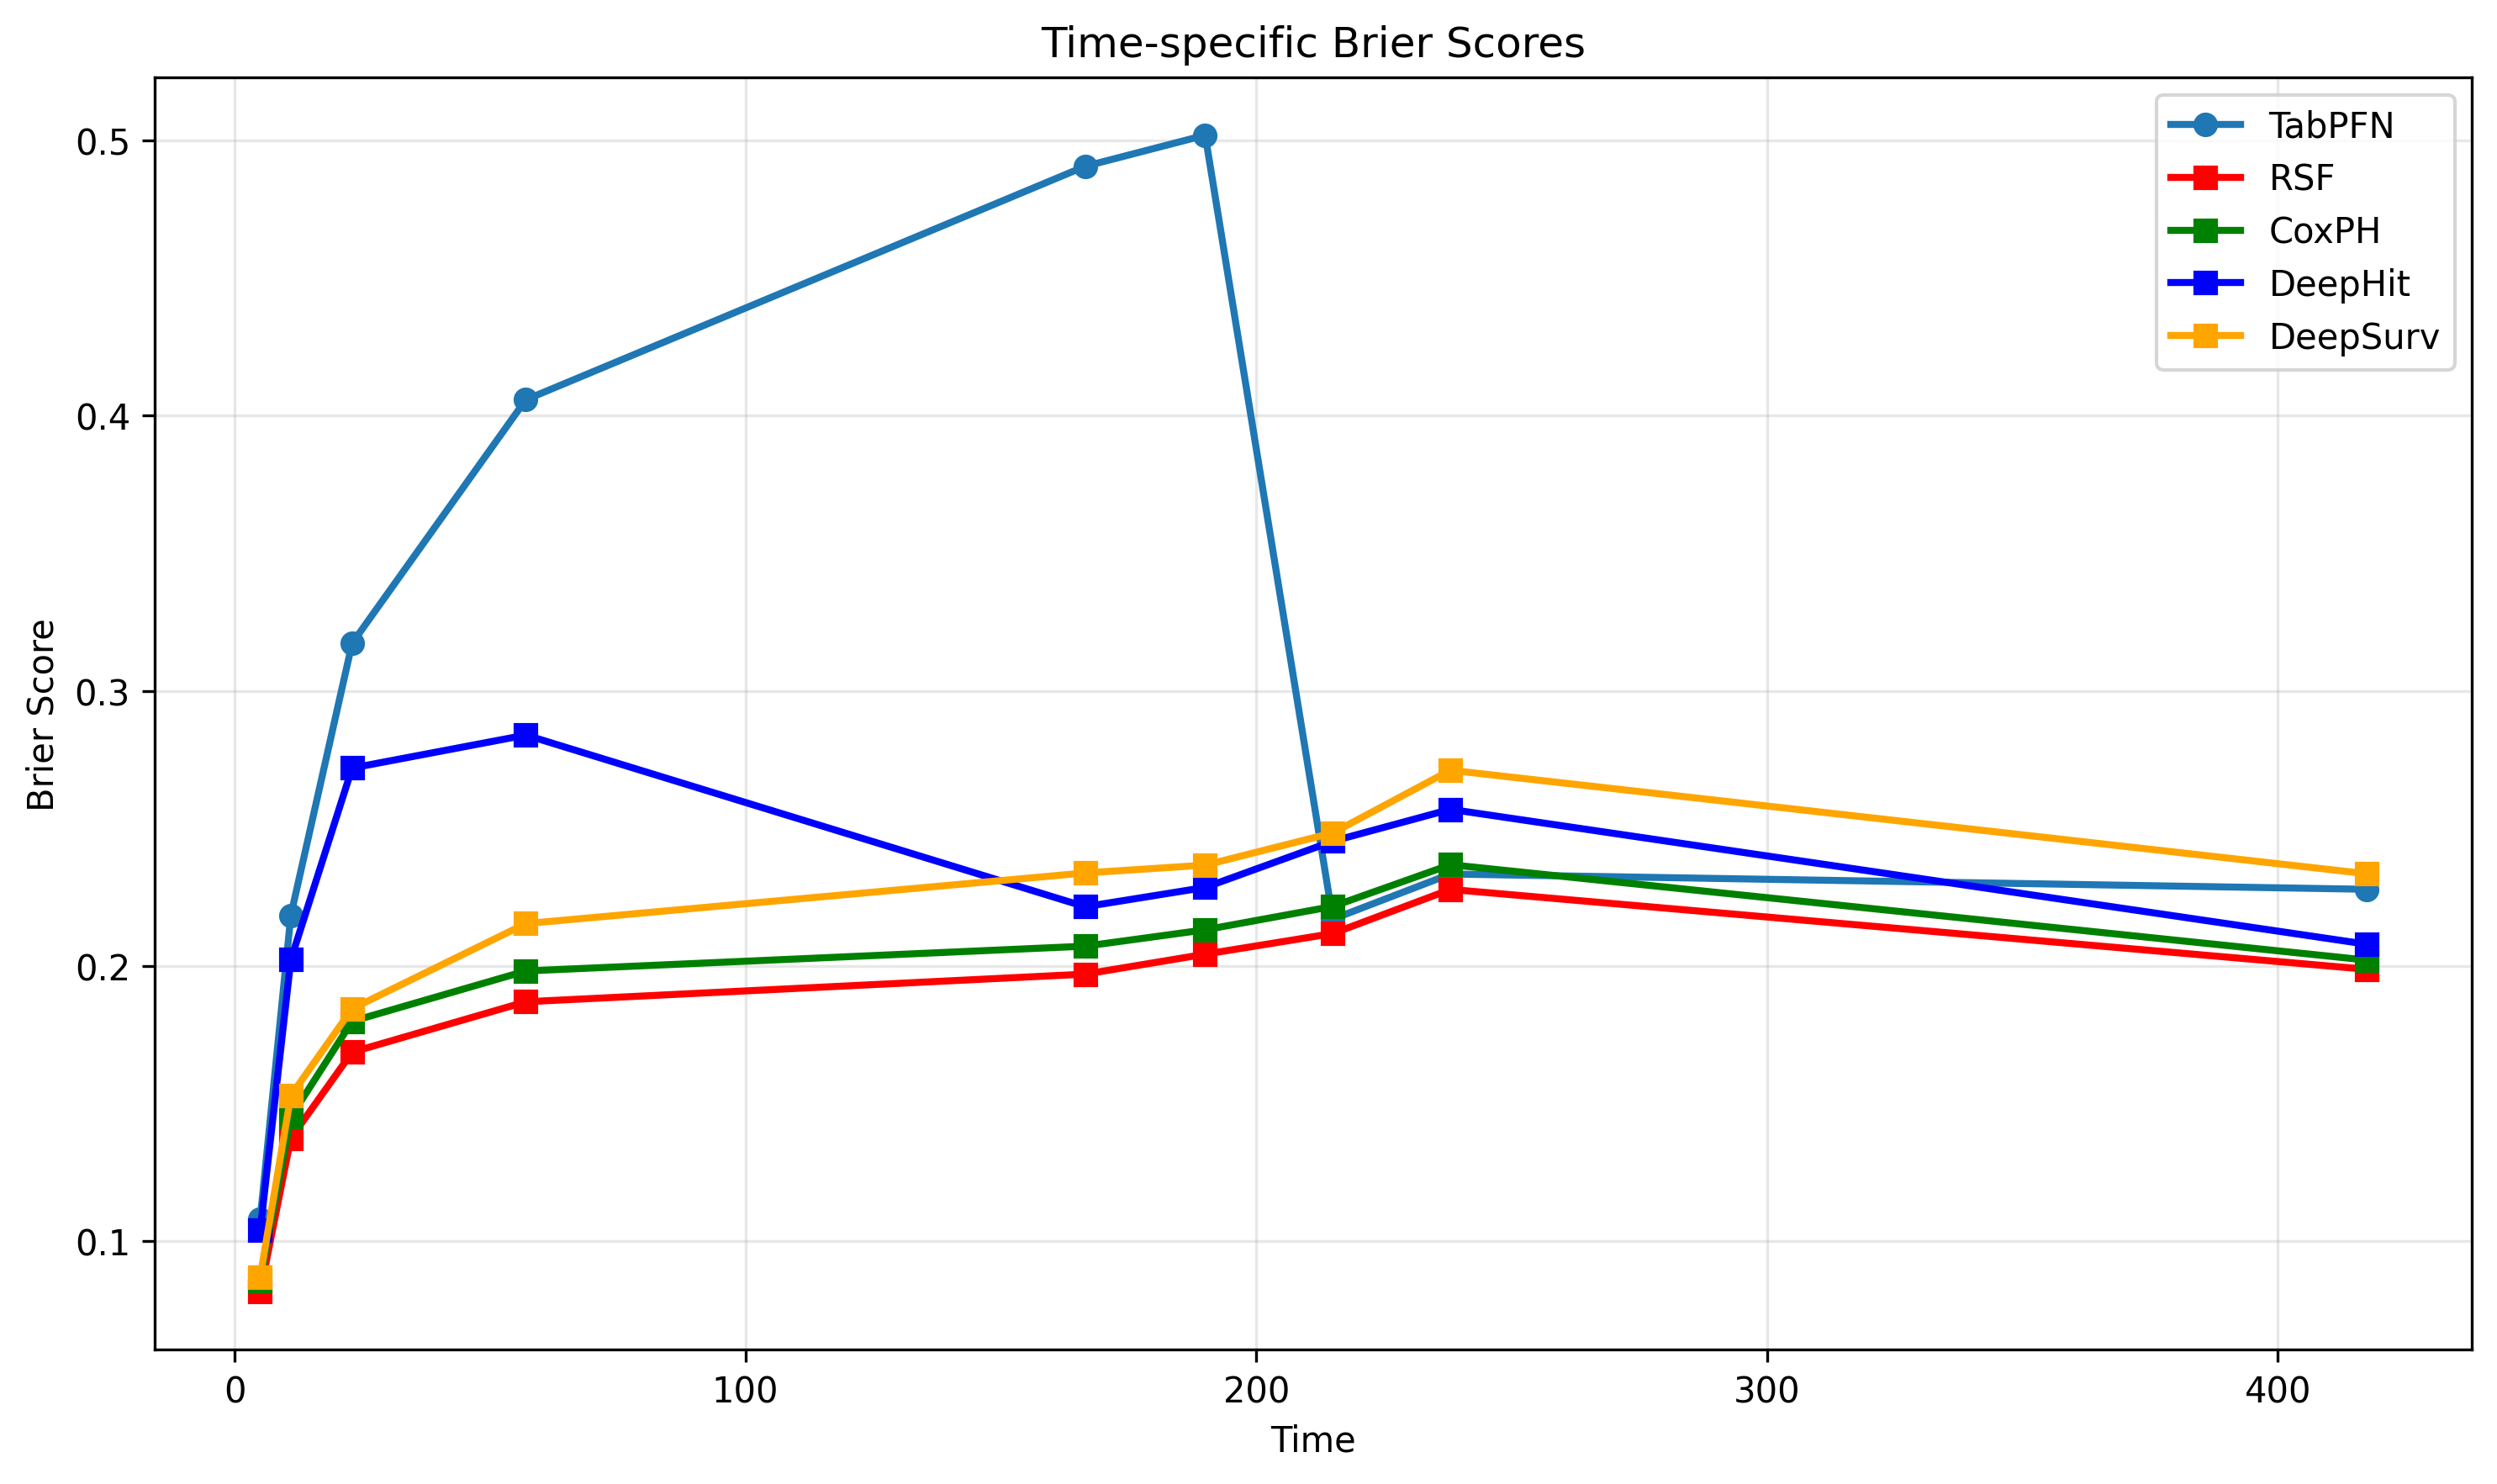 Time-specific Brier Scores
TabPFN
RSF
CoxPH
DeepHit
DeepSurv
Brier Score
0.5
0.4
0.3
0.2
0.1
0 100 200 300 400
Time